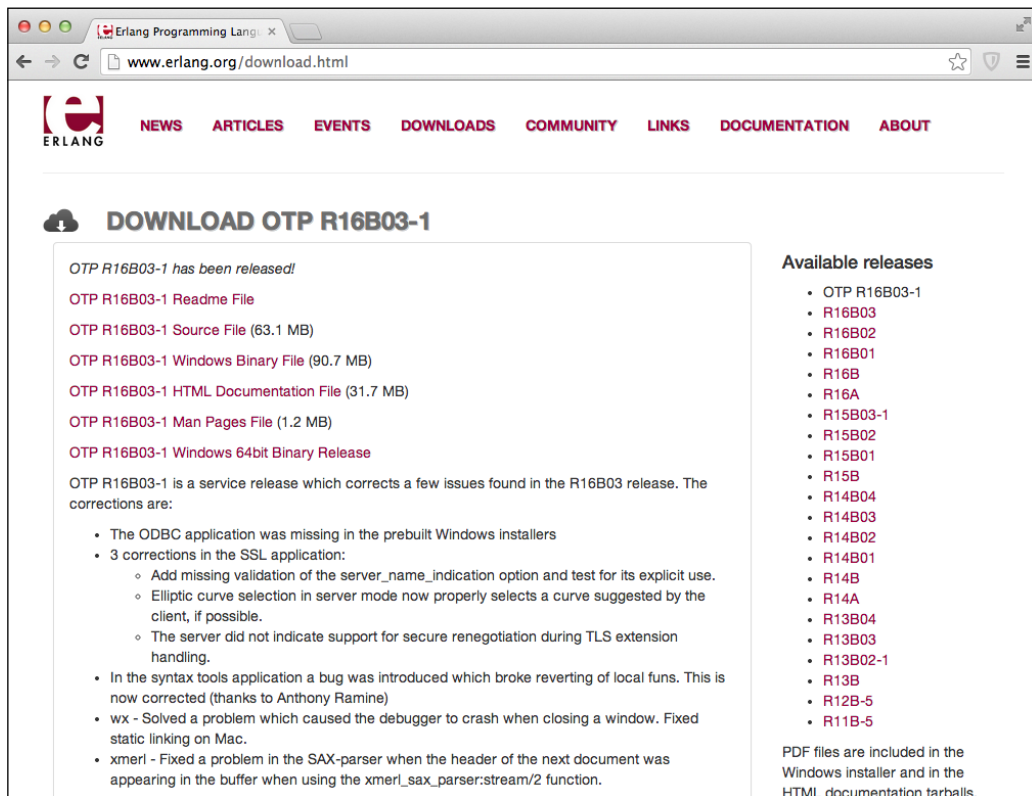 Erlang Programming Langu
www.erlang.org/download.html
ERLANG
NEWS ARTICLES EVENTS DOWNLOADS COMMUNITY LINKS DOCUMENTATION ABOUT
DOWNLOAD OTP R16B03-1
OTP R16B03-1 has been released!
OTP R16B03-1 Readme File
OTP R16B03-1 Source File (63.1 MB)
OTP R16B03-1 Windows Binary File (90.7 MB)
OTP R16B03-1 HTML Documentation File (31.7 MB)
OTP R16B03-1 Man Pages File (1.2 MB)
OTP R16B03-1 Windows 64bit Binary Release
OTP R16B03-1 is a service release which corrects a few issues found in the R16B03 release. The
corrections are:
• The ODBC application was missing in the prebuilt Windows installers
• 3 corrections in the SSL application:
◦ Add missing validation of the server_name_indication option and test for its explicit use.
◦ Elliptic curve selection in server mode now properly selects a curve suggested by the
client, if possible.
◦ The server did not indicate support for secure renegotiation during TLS extension
handling.
• In the syntax tools application a bug was introduced which broke reverting of local funs. This is
now corrected (thanks to Anthony Ramine)
• wx - Solved a problem which caused the debugger to crash when closing a window. Fixed
static linking on Mac.
• xmerl - Fixed a problem in the SAX-parser when the header of the next document was
appearing in the buffer when using the xmerl_sax_parser:stream/2 function.
Available releases
• OTP R16B03-1
• R16B03
• R16B02
• R16B01
• R16B
• R16A
• R15B03-1
• R15B02
• R15B01
• R15B
• R14B04
• R14B03
• R14B02
• R14B01
• R14B
• R14A
• R13B04
• R13B03
• R13B02-1
• R13B
• R12B-5
• R11B-5
PDF files are included in the
Windows installer and in the
HTML documentation tarballs.